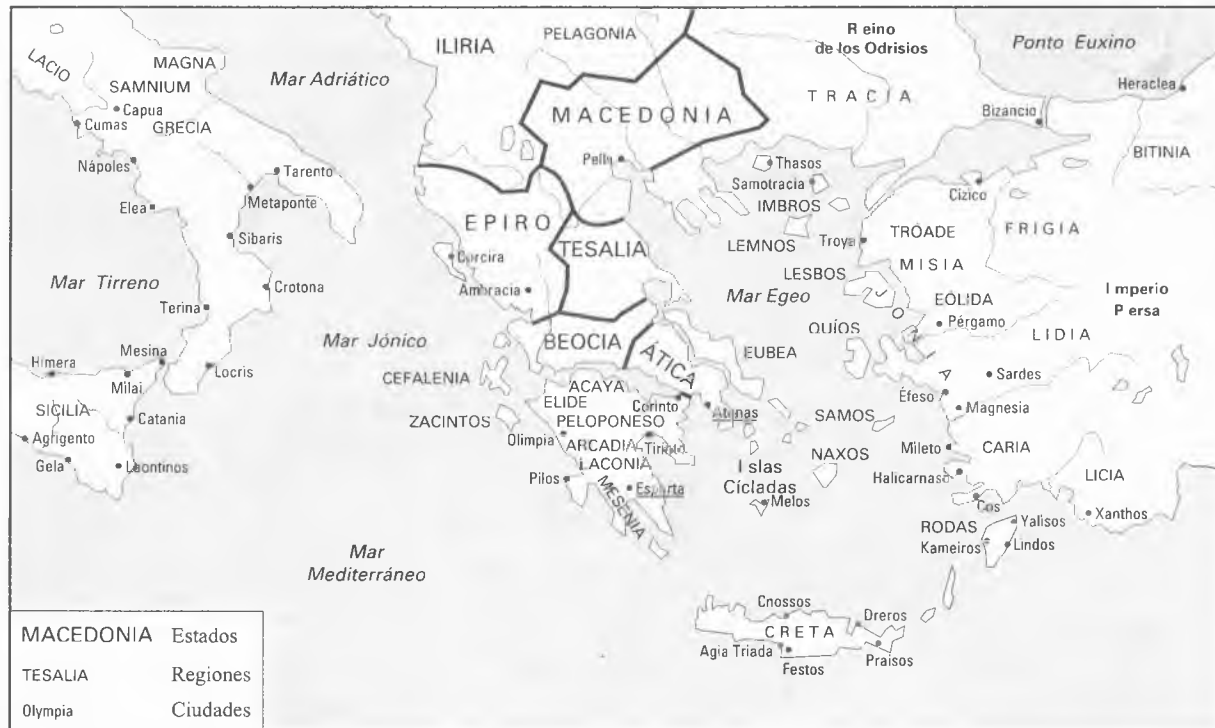 LACIO
MAGNA
SAMNIUM
Capua
Cumas
GRECIA
Nápoles
Tarento
Metaponte
Elea
Sibaris
Mar Tirreno
Crotona
Terina
Himera
Mesina
Milai
Locris
SICILIA
Catania
Agrigento
Gela
Leontinos
Mar Adriático
ILIRIA
PELAGONIA
MACEDONIA
Pella
EPIRO
TESALIA
Corcira
Ambracia
Mar Jónico
BEOCIA
ÁTICA
EUBEA
CEFALENIA
ACAYA
ELIDE
Corinto
Atenas
ZACINTOS
PELOPONESO
Olimpia
ARCADIA
Tirinto
LACONIA
Pilos
MESENIA
Esparta
Islas
Cícladas
Melos
Mar
Mediterráneo
Reino
de los Odrisios
Ponto Euxino
Heraclea
TRACIA
Bizancio
BITINIA
Thasos
Samotracia
Cizico
IMBROS
LEMNOS
Troya
TRÓADE
FRIGIA
LESBOS
MISIA
Mar Egeo
EÓLIDA
Imperio
Persa
QUÍOS
JONIA
Pérgamo
LIDIA
Sardes
Éfeso
Magnesia
SAMOS
Mileto
CARIA
NAXOS
Halicarnaso
LICIA
Cos
Xanthos
RODAS
Yalisos
Kameiros
Lindos
Cnossos
Dreros
CRETA
Agia Triada
Festos
Praisos
MACEDONIA Estados
TESALIA Regiones
Olympia Ciudades